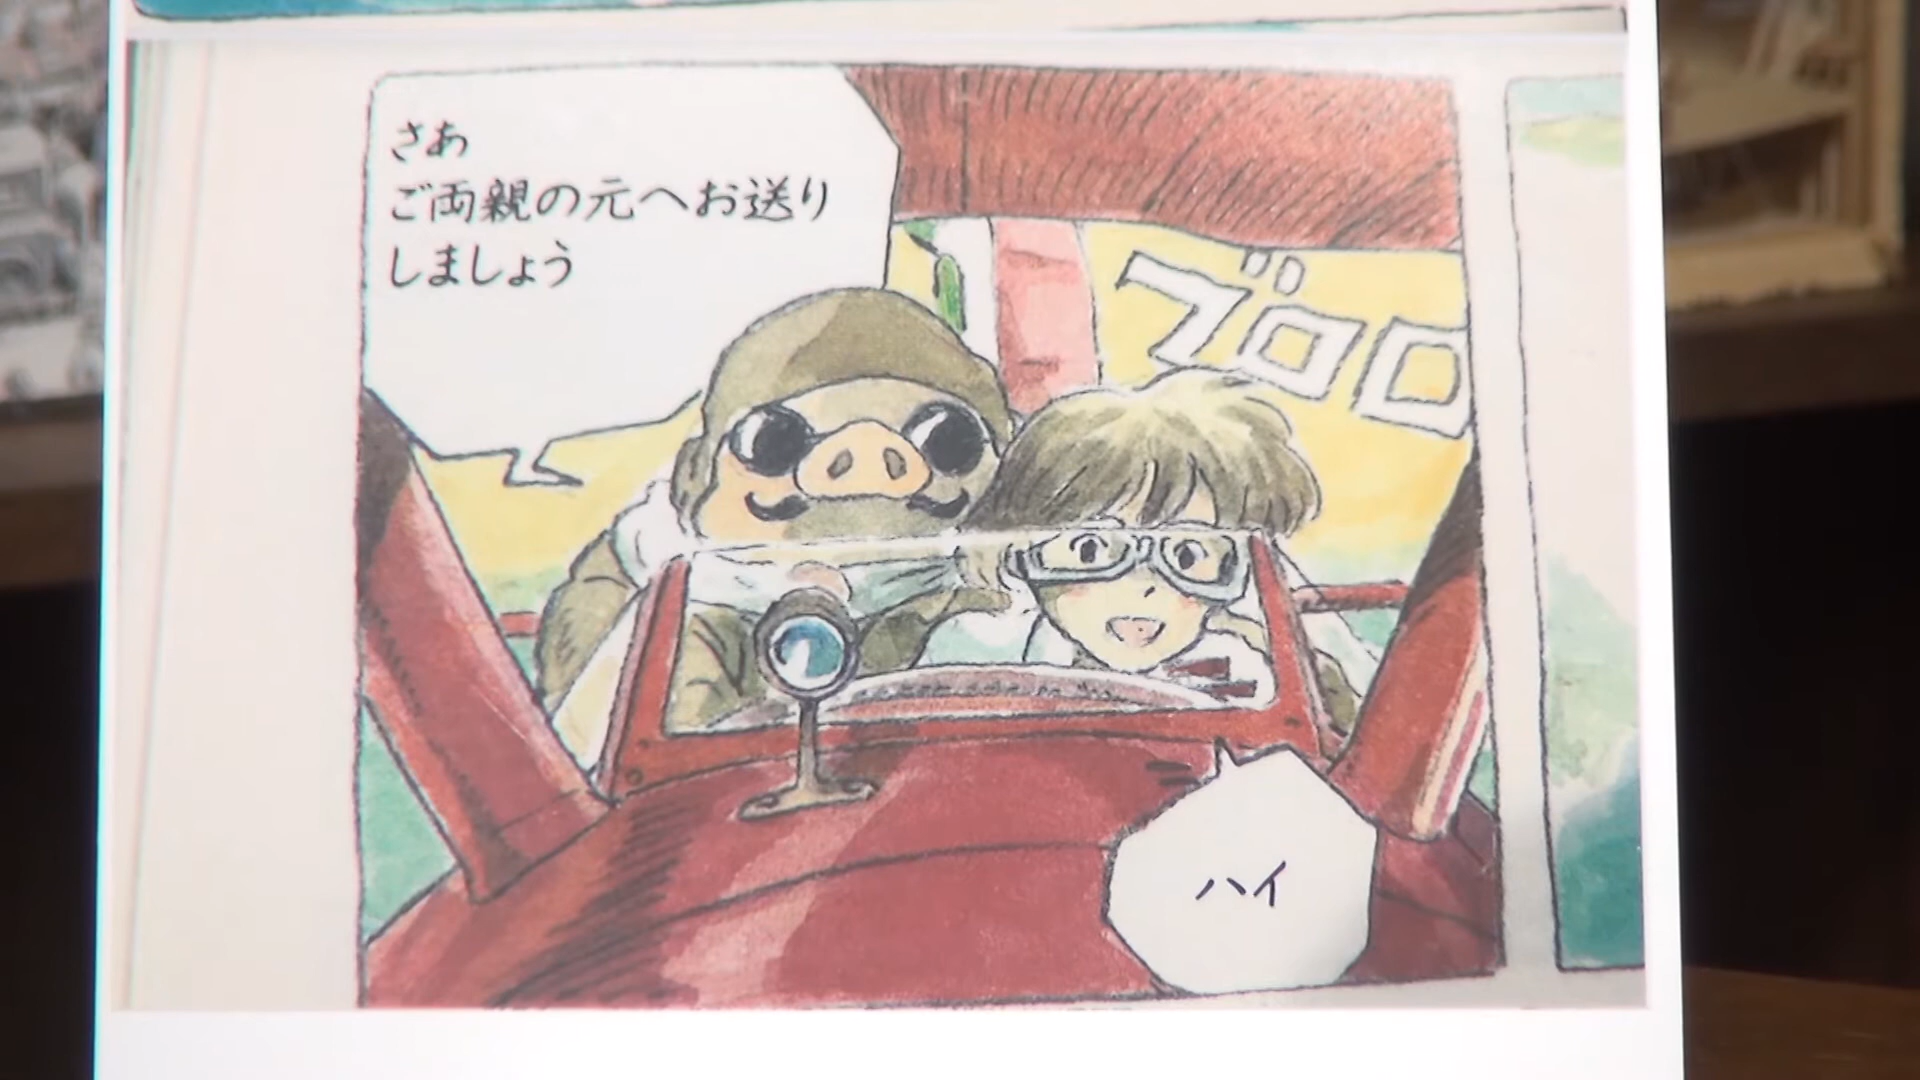 さあ
ご両親の元へお送り
しましょう
ブロロ
ハイ